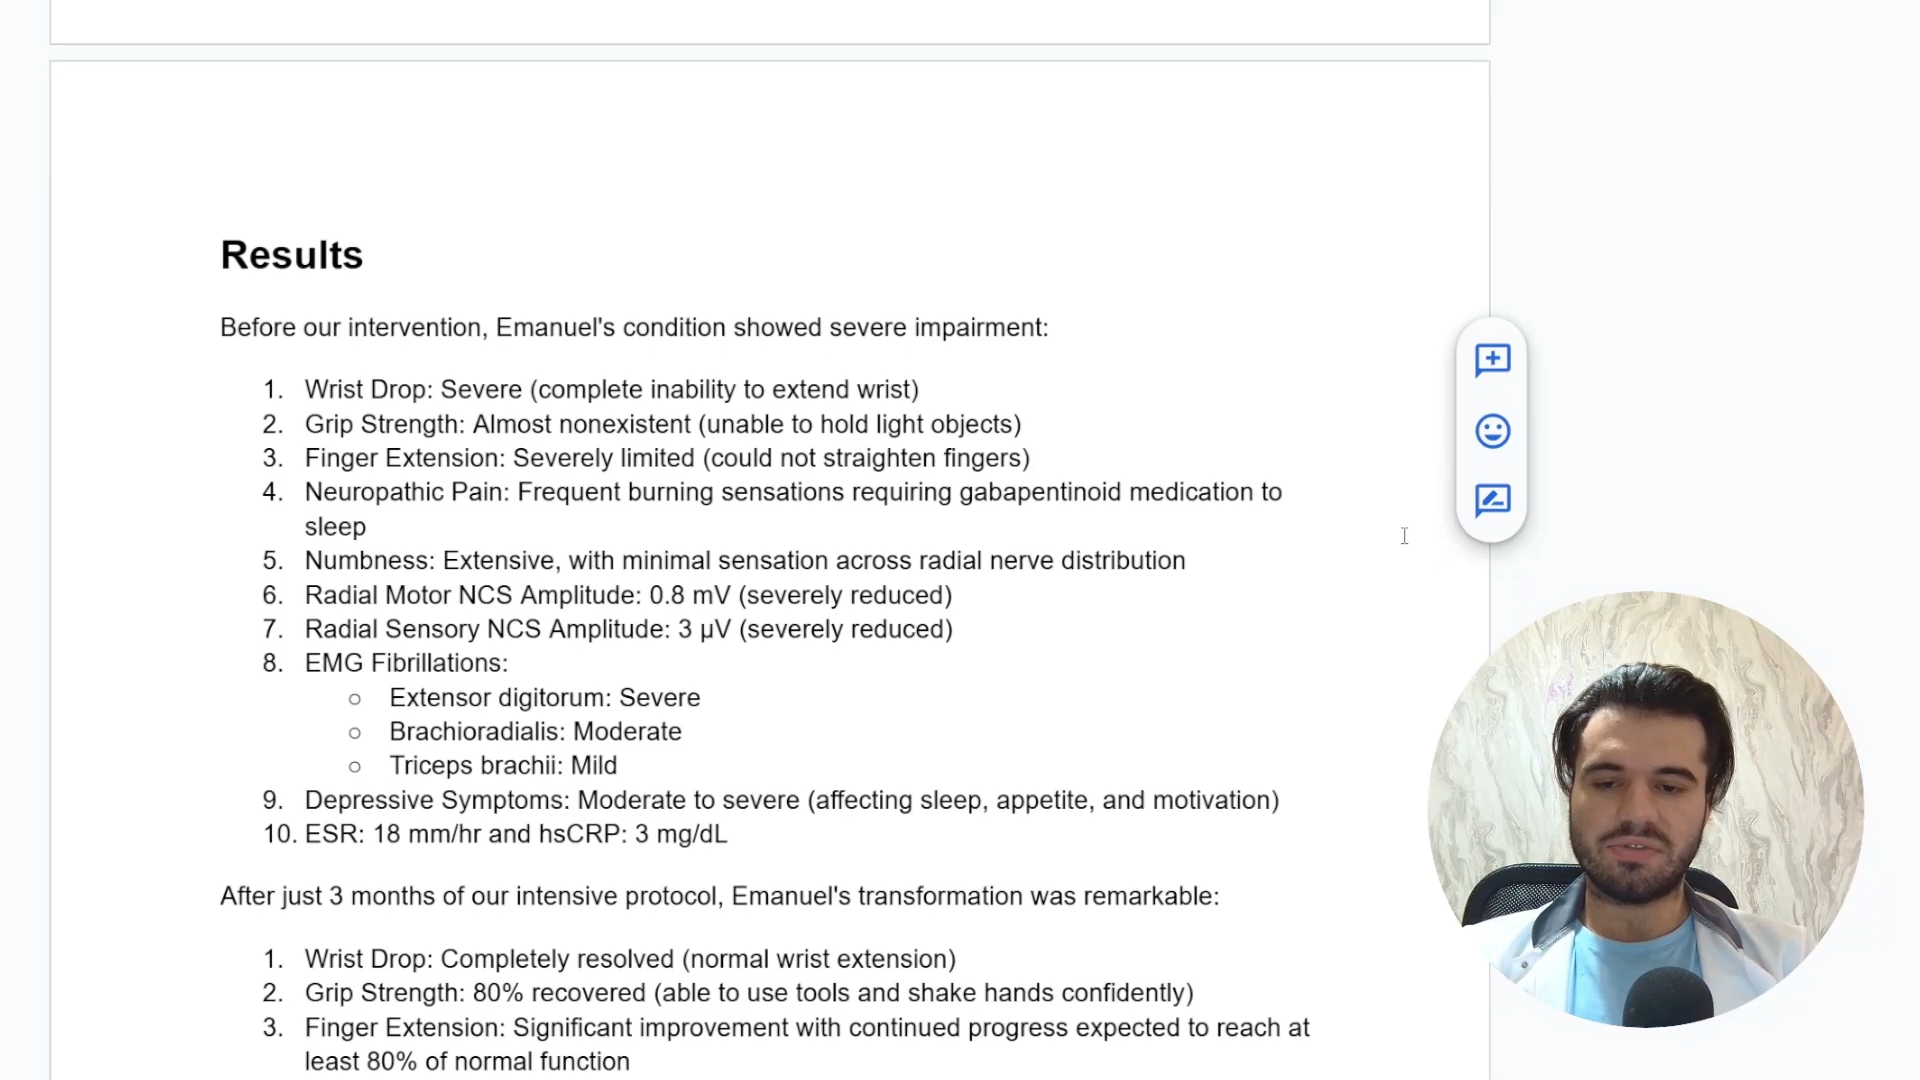 Results
Before our intervention, Emanuel's condition showed severe impairment:
1. Wrist Drop: Severe (complete inability to extend wrist)
2. Grip Strength: Almost nonexistent (unable to hold light objects)
3. Finger Extension: Severely limited (could not straighten fingers)
4. Neuropathic Pain: Frequent burning sensations requiring gabapentinoid medication to
sleep
5. Numbness: Extensive, with minimal sensation across radial nerve distribution
6. Radial Motor NCS Amplitude: 0.8 mV (severely reduced)
7. Radial Sensory NCS Amplitude: 3 µV (severely reduced)
8. EMG Fibrillations:
○ Extensor digitorum: Severe
○ Brachioradialis: Moderate
○ Triceps brachii: Mild
9. Depressive Symptoms: Moderate to severe (affecting sleep, appetite, and motivation)
10. ESR: 18 mm/hr and hsCRP: 3 mg/dL
After just 3 months of our intensive protocol, Emanuel's transformation was remarkable:
1. Wrist Drop: Completely resolved (normal wrist extension)
2. Grip Strength: 80% recovered (able to use tools and shake hands confidently)
3. Finger Extension: Significant improvement with continued progress expected to reach at
least 80% of normal function